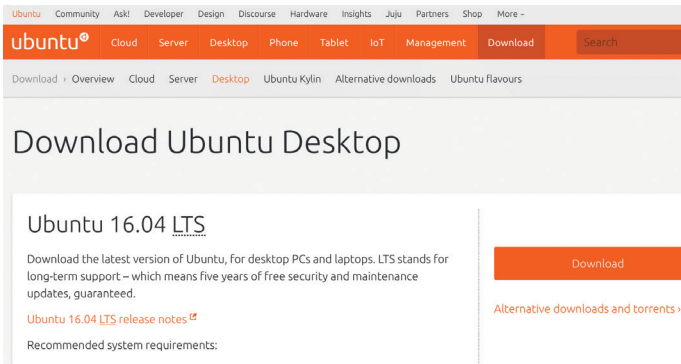 Ubuntu Community Ask! Developer Design Discourse Hardware Insights Juju Partners Shop More
ubuntu® Cloud Server Desktop Phone Tablet IoT Management Download Search
Download › Overview Cloud Server Desktop Ubuntu Kylin Alternative downloads Ubuntu flavours
Download Ubuntu Desktop
Ubuntu 16.04 LTS
Download the latest version of Ubuntu, for desktop PCs and laptops. LTS stands for
long-term support – which means five years of free security and maintenance
updates, guaranteed.
Ubuntu 16.04 LTS release notes
Recommended system requirements:
Download
Alternative downloads and torrents ›